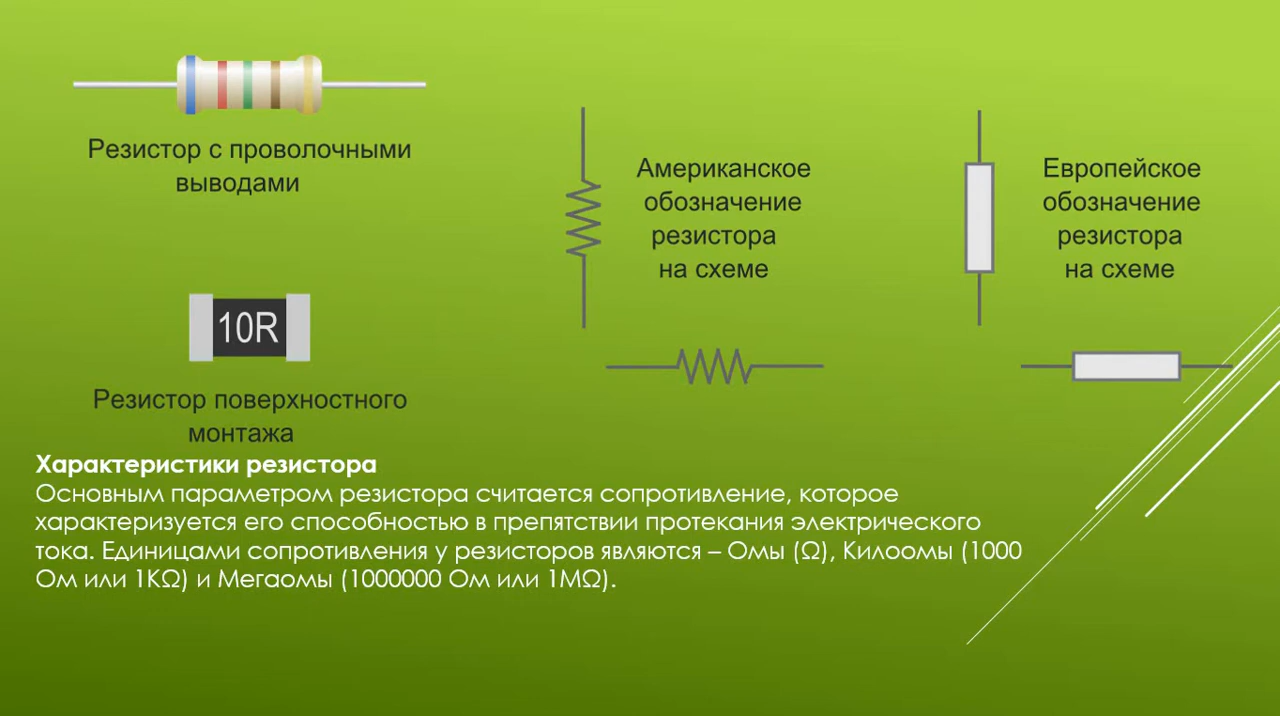 Резистор с проволочными
выводами
Американское
обозначение
резистора
на схеме
Европейское
обозначение
резистора
на схеме
10R
Резистор поверхностного
монтажа
Характеристики резистора
Основным параметром резистора считается сопротивление, которое
характеризуется его способностью в препятствии протекания электрического
тока. Единицами сопротивления у резисторов являются – Омы (Ω), Килоомы (1000
Ом или 1КΩ) и Мегаомы (1000000 Ом или 1МΩ).